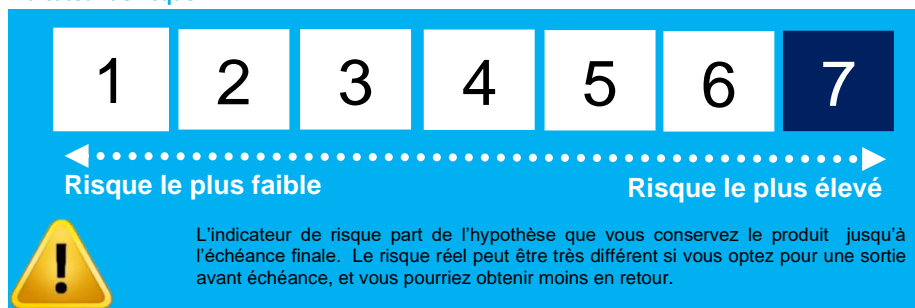 1 2 3 4 5 6 7
Risque le plus faible Risque le plus élevé
L'indicateur de risque part de l'hypothèse que vous conservez le produit jusqu'à
l'échéance finale. Le risque réel peut être très différent si vous optez pour une sortie
avant échéance, et vous pourriez obtenir moins en retour.